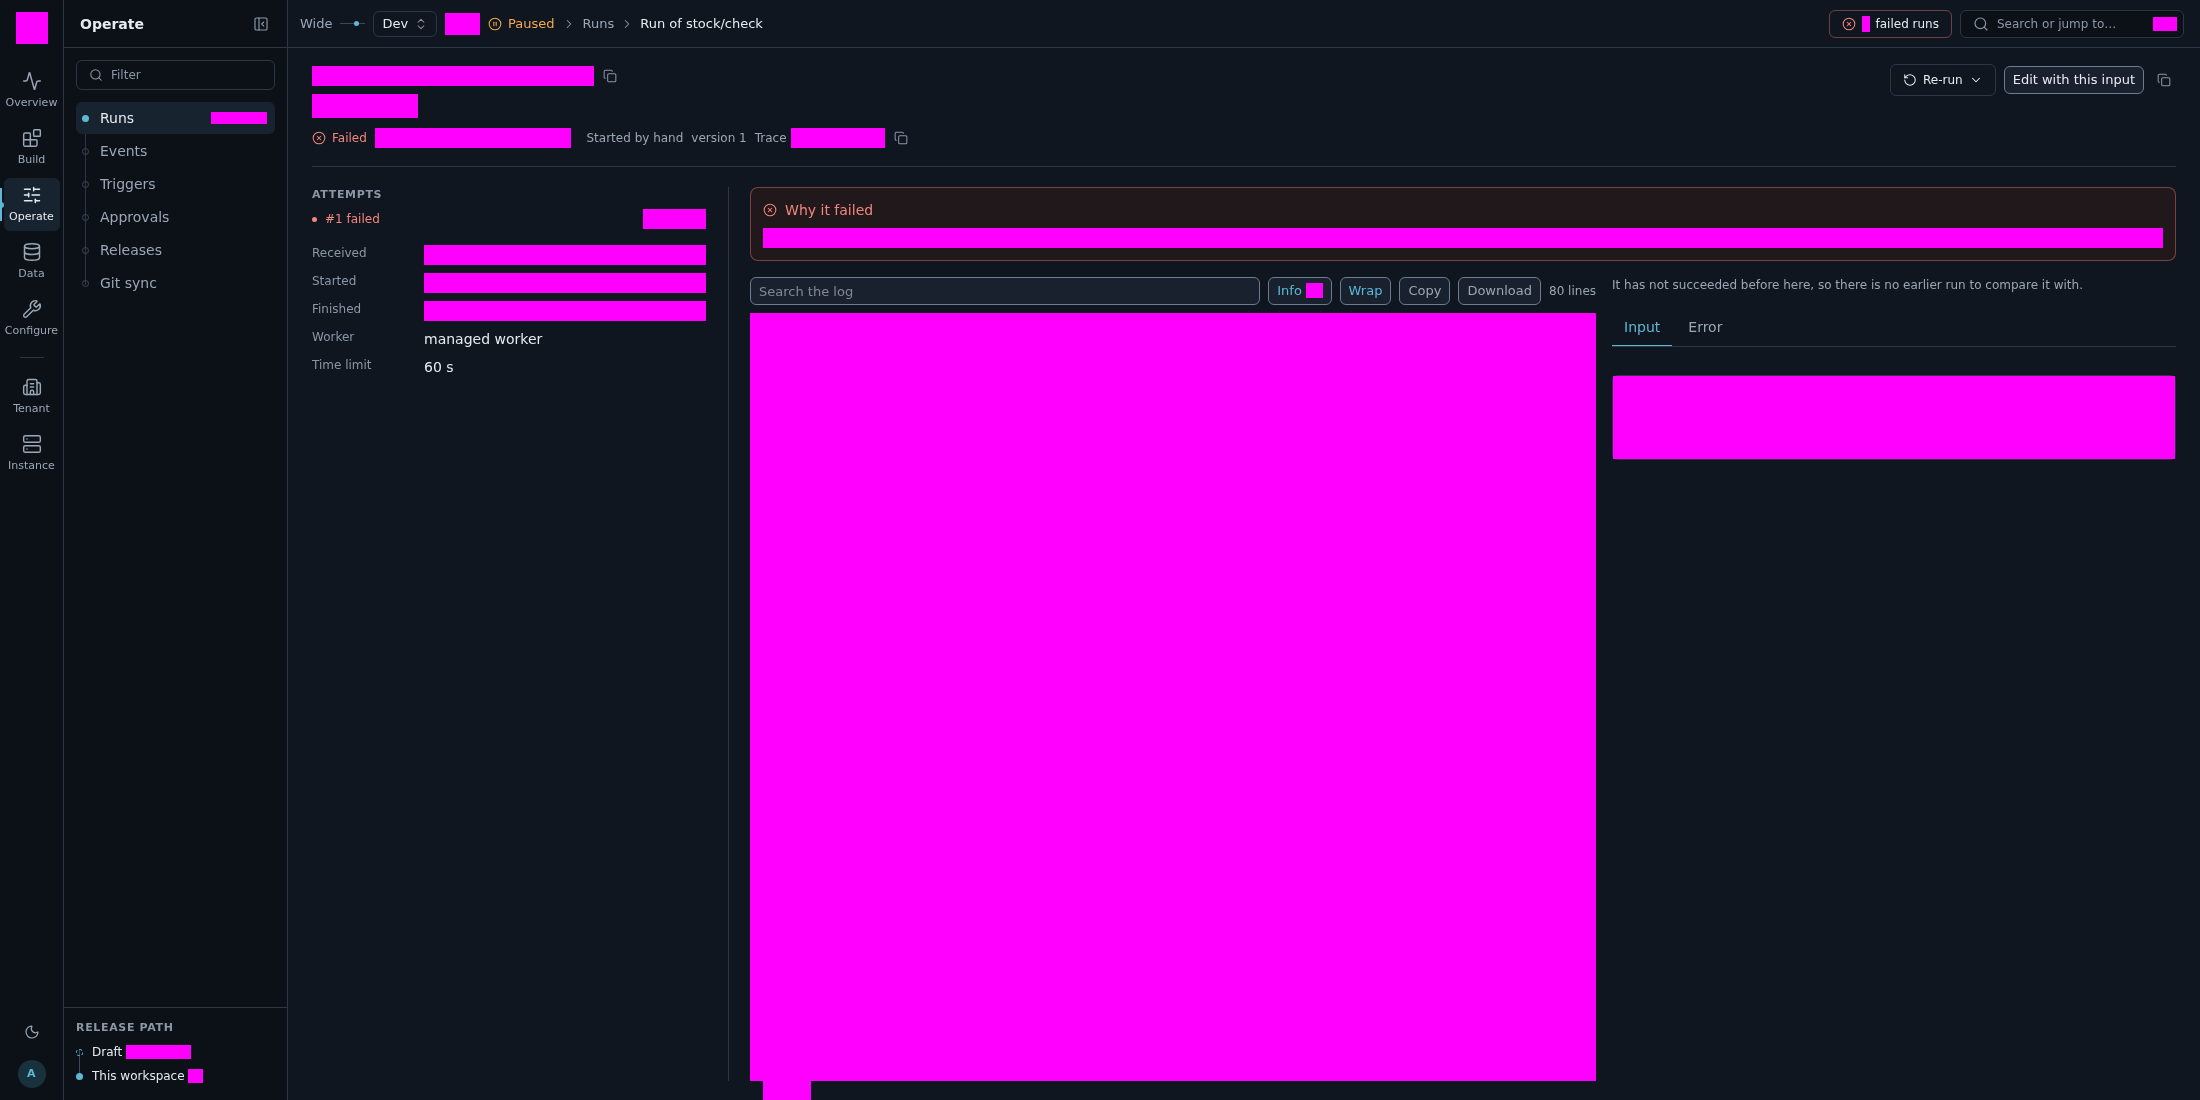 Operate
Wide
Dev
Paused
Runs
Run of stock/check
failed runs
Search or jump to...
Overview
Build
Operate
Data
Configure
Tenant
Instance
A
Filter
Runs
Events
Triggers
Approvals
Releases
Git sync
RELEASE PATH
Draft
This workspace
Re-run
Edit with this input
Failed
Started by hand version 1 Trace
ATTEMPTS
#1 failed
Received
Started
Finished
Worker managed worker
Time limit 60 s
Why it failed
Search the log
Info
Wrap
Copy
Download
80 lines
It has not succeeded before here, so there is no earlier run to compare it with.
Input
Error